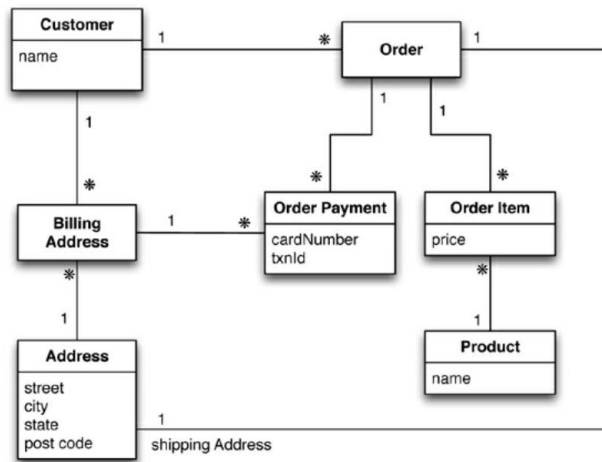 Customer
name
1
*
Order
1
1
*
1
*
1
*
Billing
Address
1
*
Order Payment
cardNumber
txnId
Order Item
price
*
1
*
1
Address
street
city
state
post code
Product
name
1
shipping Address